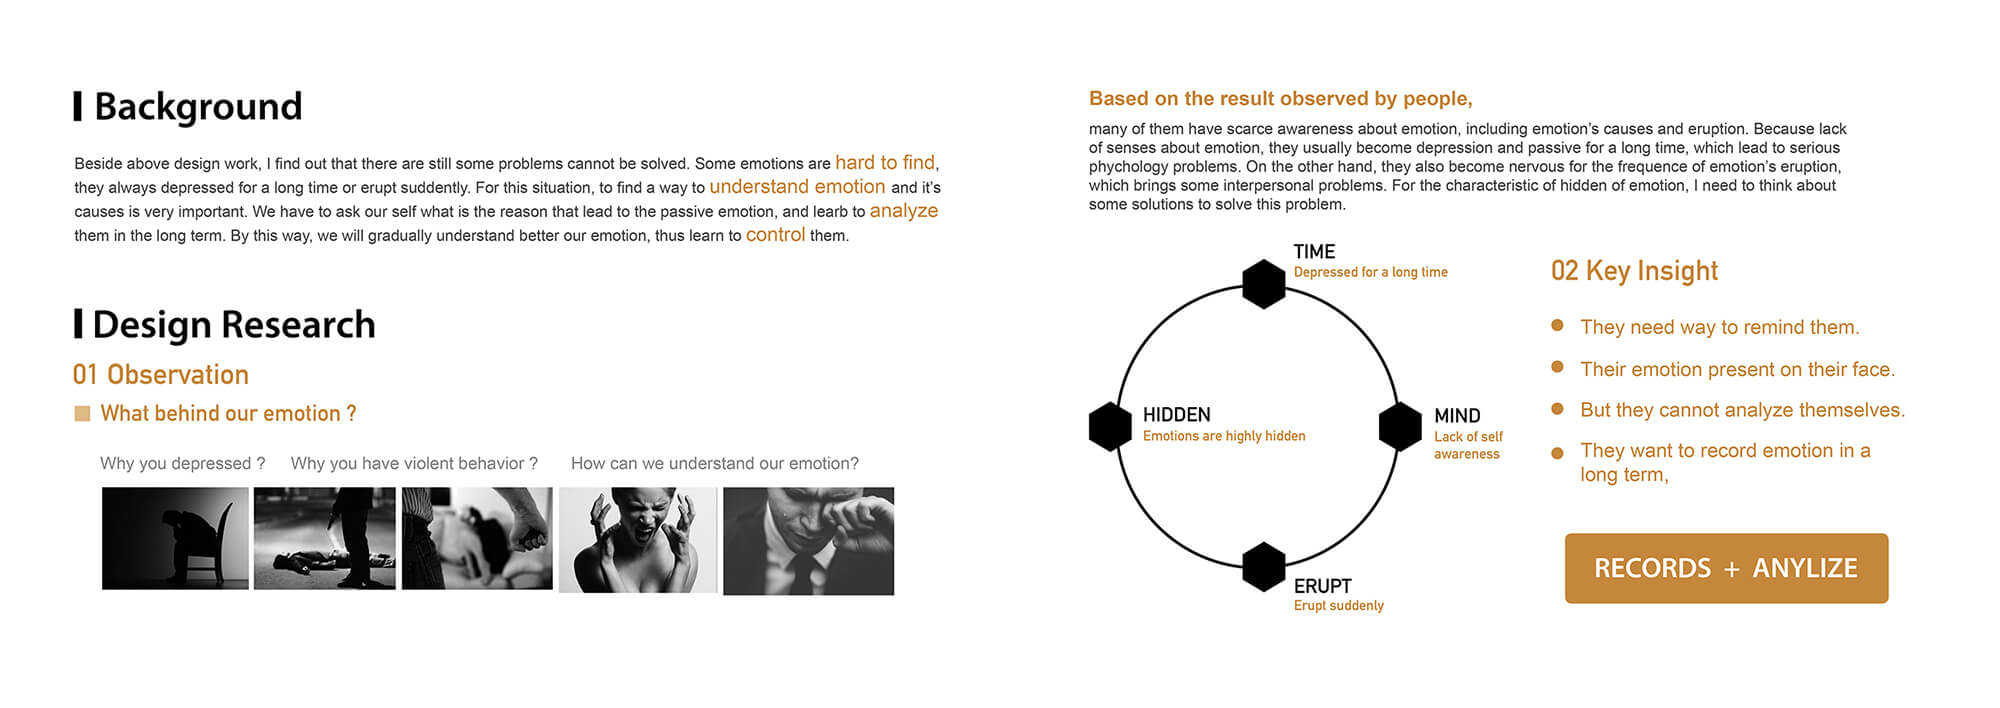 Background
Beside above design work, I find out that there are still some problems cannot be solved. Some emotions are hard to find,
they always depressed for a long time or erupt suddently. For this situation, to find a way to understand emotion and it's
causes is very important. We have to ask our self what is the reason that lead to the passive emotion, and learb to analyze
them in the long term. By this way, we will gradually understand better our emotion, thus learn to control them.
Design Research
01 Observation
What behind our emotion ?
Why you depressed ? Why you have violent behavior ? How can we understand our emotion?
Based on the result observed by people,
many of them have scarce awareness about emotion, including emotion's causes and eruption. Because lack
of senses about emotion, they usually become depression and passive for a long time, which lead to serious
phychology problems. On the other hand, they also become nervous for the frequence of emotion's eruption,
which brings some interpersonal problems. For the characteristic of hidden of emotion, I need to think about
some solutions to solve this problem.
TIME
Depressed for a long time
HIDDEN
Emotions are highly hidden
MIND
Lack of self
awareness
ERUPT
Erupt suddenly
02 Key Insight
They need way to remind them.
Their emotion present on their face.
But they cannot analyze themselves.
They want to record emotion in a
long term,
RECORDS + ANYLIZE